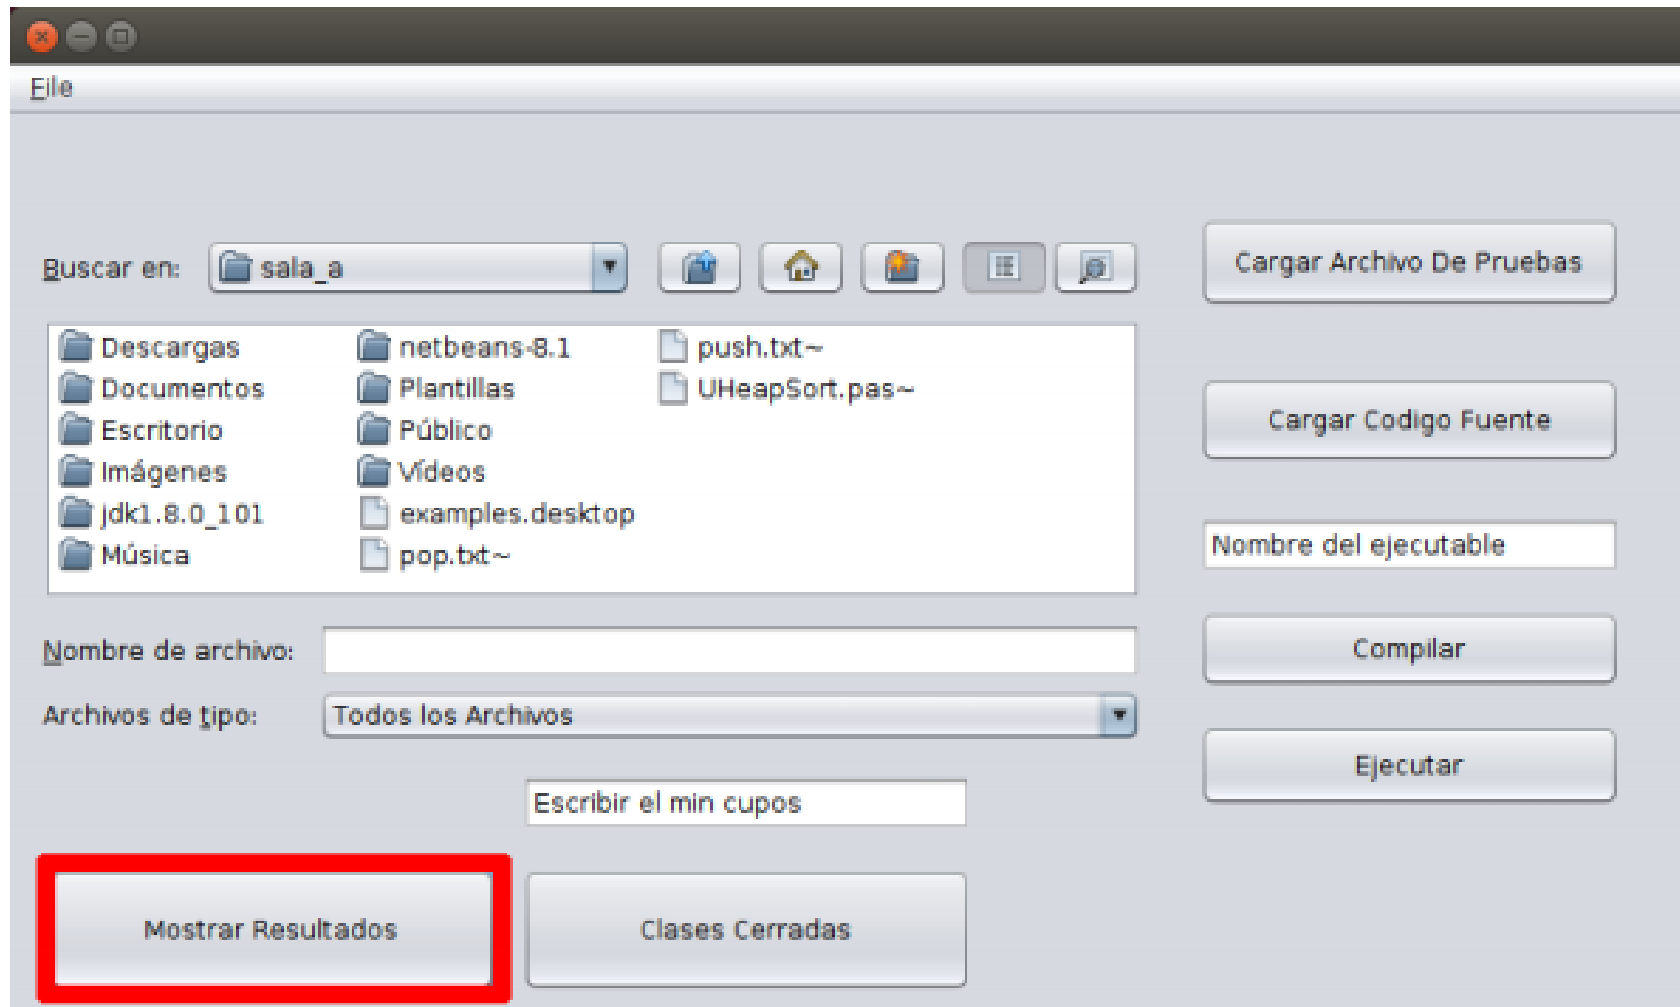 File
Buscar en: sala_a
Cargar Archivo De Pruebas
Descargas netbeans-8.1 push.txt~
Documentos Plantillas UHeapSort.pas~
Escritorio Público
Imágenes Vídeos
jdk1.8.0_101 examples.desktop
Música pop.txt~
Cargar Codigo Fuente
Nombre del ejecutable
Nombre de archivo:
Compilar
Archivos de tipo: Todos los Archivos
Ejecutar
Escribir el min cupos
Mostrar Resultados
Clases Cerradas